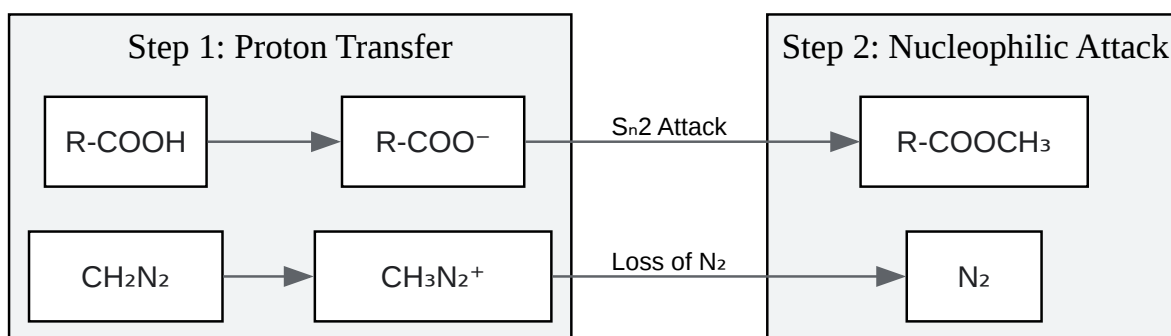 Step 1: Proton Transfer
Step 2: Nucleophilic Attack
R-COOH
R-COO⁻
Sₙ2 Attack
R-COOCH₃
CH₂N₂
CH₃N₂⁺
Loss of N₂
N₂